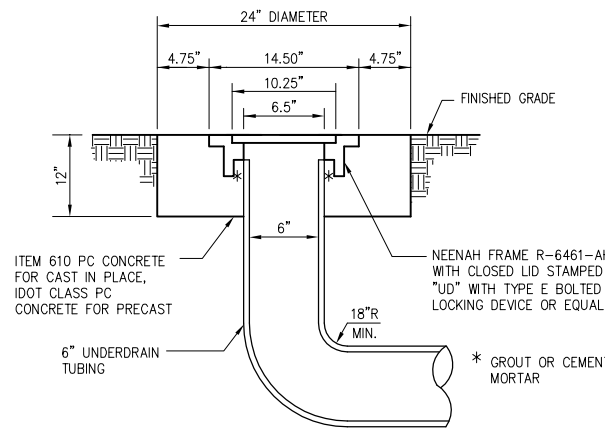 24" DIAMETER
4.75"
14.50"
4.75"
10.25"
6.5"
FINISHED GRADE
12"
*
*
6"
ITEM 610 PC CONCRETE
FOR CAST IN PLACE,
IDOT CLASS PC
CONCRETE FOR PRECAST
NEENAH FRAME
WITH CLOSED LID STAMPED
"UD" WITH TYPE E BOLTED
LOCKING DEVICE OR EQUAL
18"R
MIN.
6" UNDERDRAIN
TUBING
* GROUT OR CEMENT
MORTAR